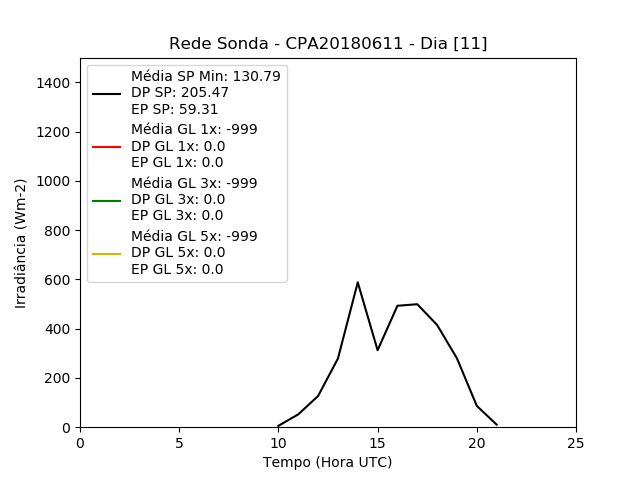 Rede Sonda - CPA20180611 - Dia [11]
Média SP Min: 130.79
DP SP: 205.47
EP SP: 59.31
Média GL 1x: -999
DP GL 1x: 0.0
EP GL 1x: 0.0
Média GL 3x: -999
DP GL 3x: 0.0
EP GL 3x: 0.0
Média GL 5x: -999
DP GL 5x: 0.0
EP GL 5x: 0.0
Irradiância (Wm-2)
1400
1200
1000
800
600
400
200
0
0 5 10 15 20 25
Tempo (Hora UTC)